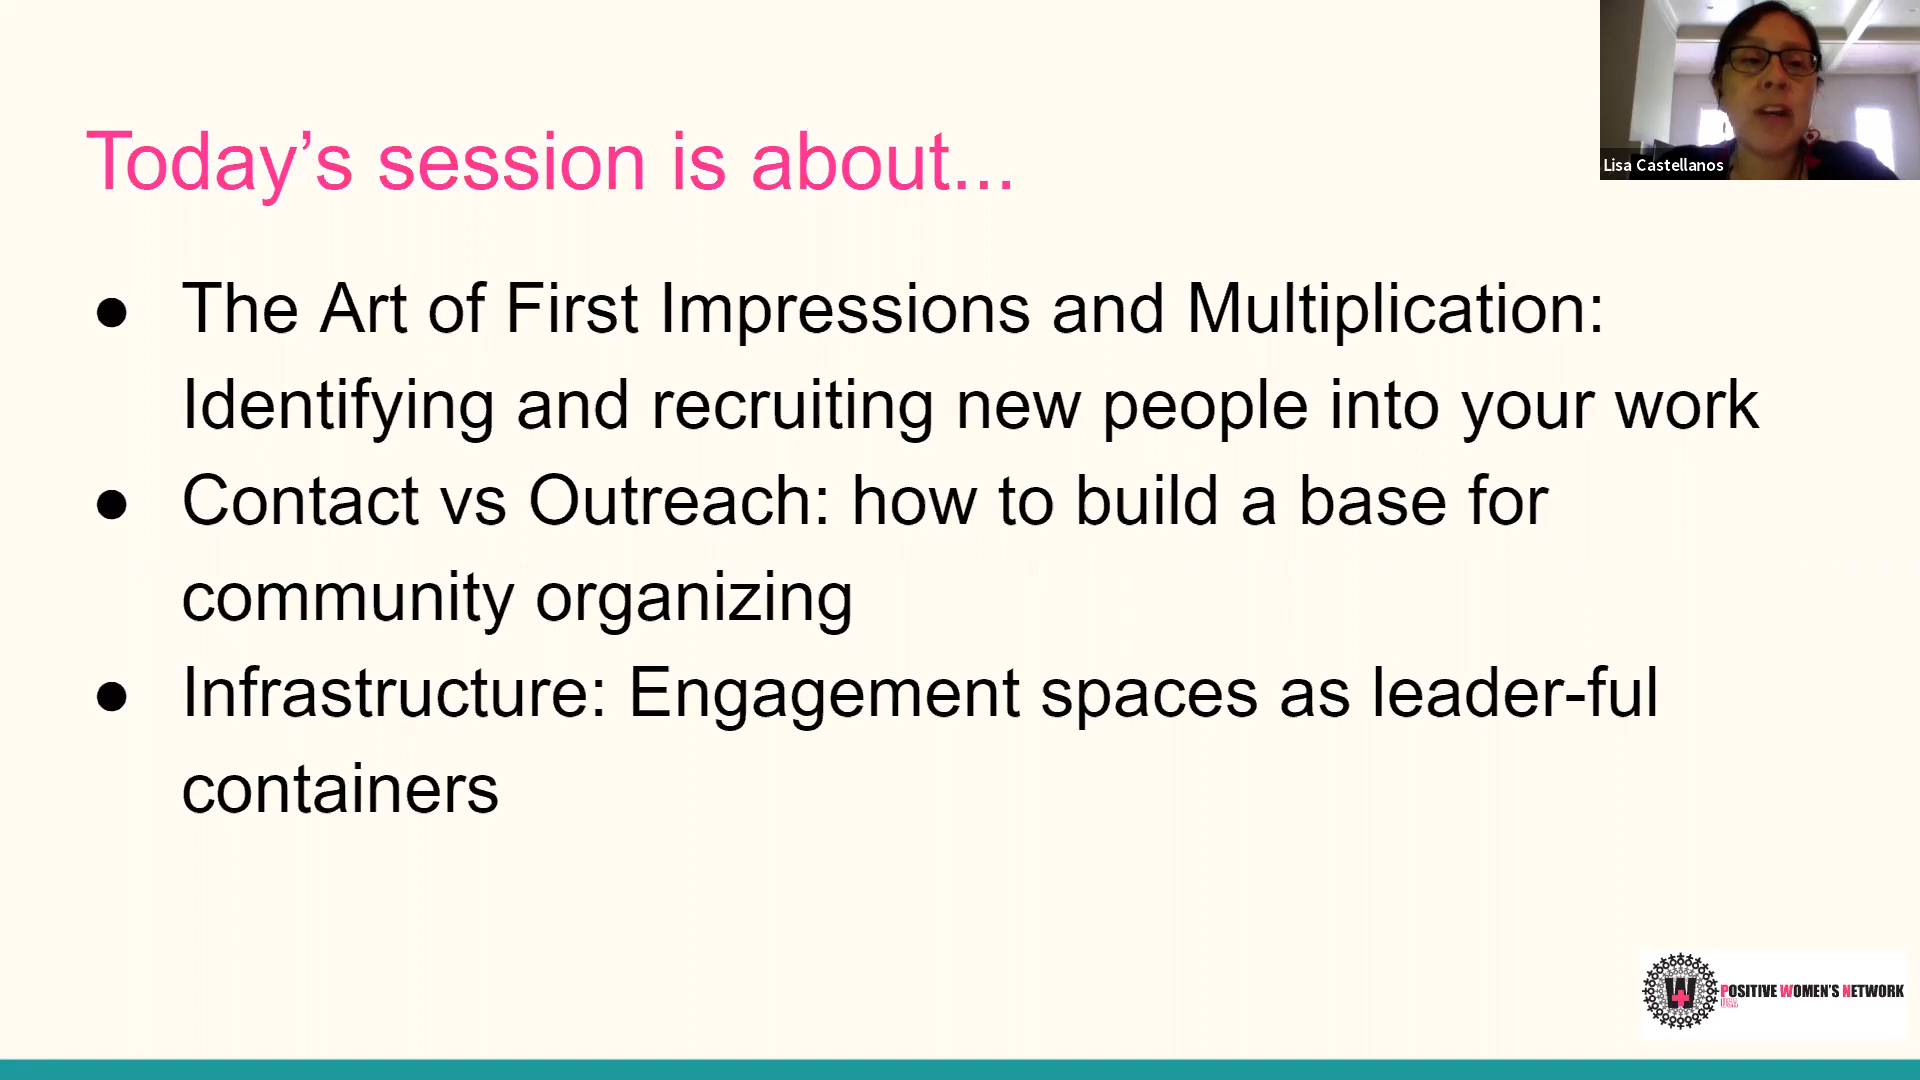 Today's session is about...
● The Art of First Impressions and Multiplication:
Identifying and recruiting new people into your work
● Contact vs Outreach: how to build a base for
community organizing
● Infrastructure: Engagement spaces as leader-ful
containers
Lisa Castellanos
POSITIVE WOMEN'S NETWORK
USA